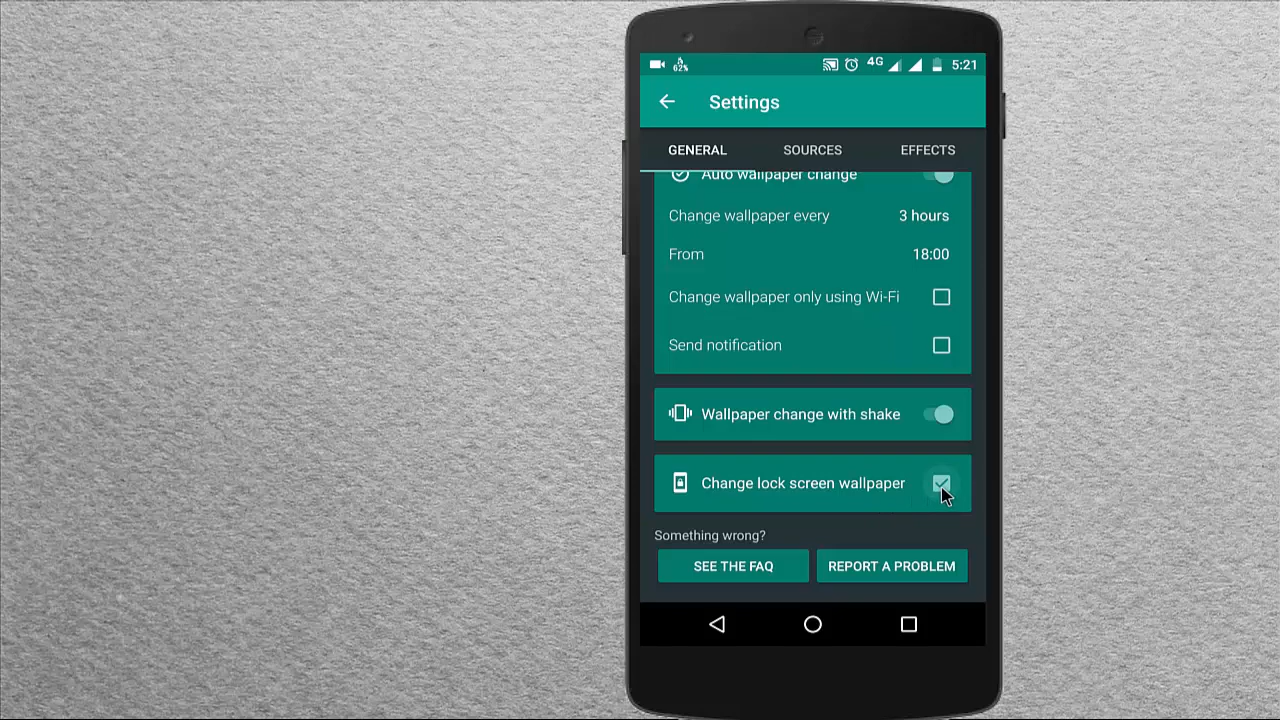 62%
4G
5:21
Settings
GENERAL SOURCES EFFECTS
Auto wallpaper change
Change wallpaper every 3 hours
From 18:00
Change wallpaper only using Wi-Fi
Send notification
Wallpaper change with shake
Change lock screen wallpaper
Something wrong?
SEE THE FAQ REPORT A PROBLEM